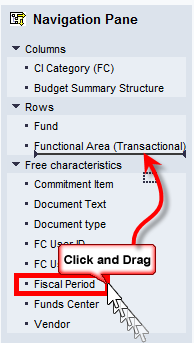 Navigation Pane
Columns
CI Category (FC)
Budget Summary Structure
Rows
Fund
Functional Area (Transactional)
Free characteristics
Commitment Item
Document Text
Document type
FC User ID
FC U
Click and Drag
Fiscal Period
Funds Center
Vendor